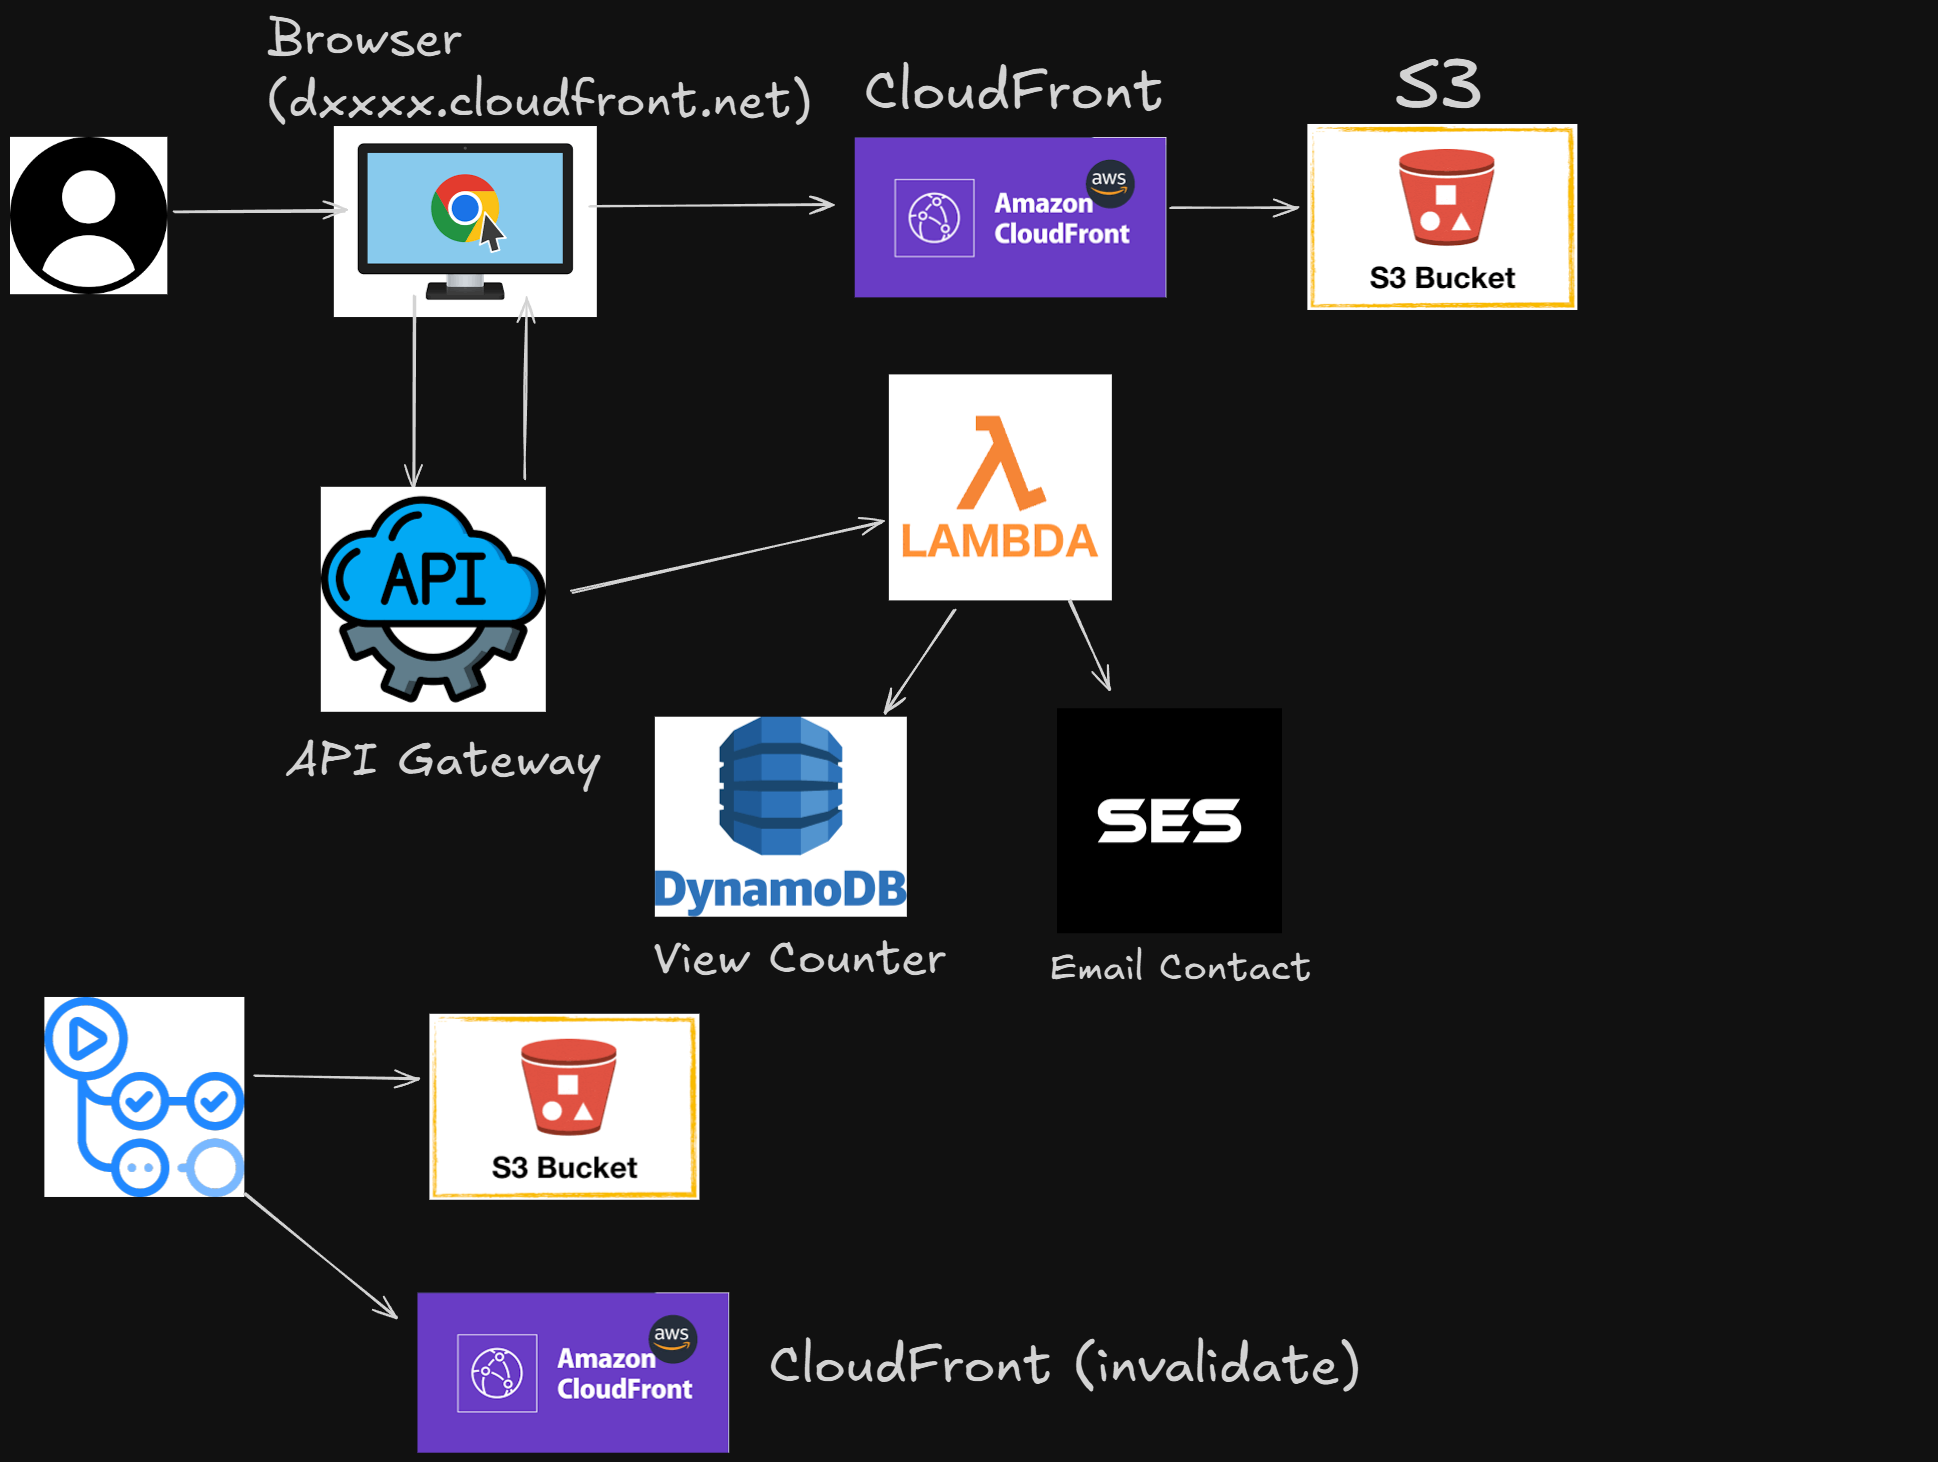 Browser
(dxxxx.cloudfront.net)
CloudFront
S3
aws
Amazon
CloudFront
S3 Bucket
LAMBDA
API
API Gateway
DynamoDB
SES
View Counter
Email Contact
S3 Bucket
aws
Amazon
CloudFront
CloudFront (invalidate)